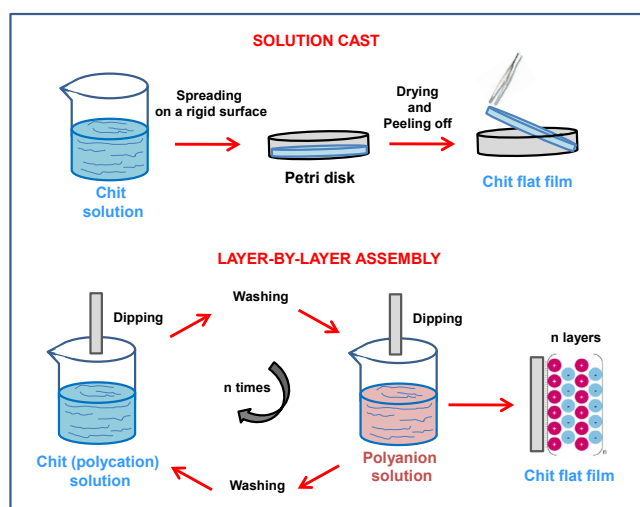 SOLUTION CAST
Spreading
on a rigid surface
Drying
and
Peeling off
Chit
solution
Petri disk
Chit flat film
LAYER-BY-LAYER ASSEMBLY
Dipping
Washing
Dipping
n layers
n times
+ - + -
n
Chit (polycation)
solution
Washing
Polyanion
solution
Chit flat film